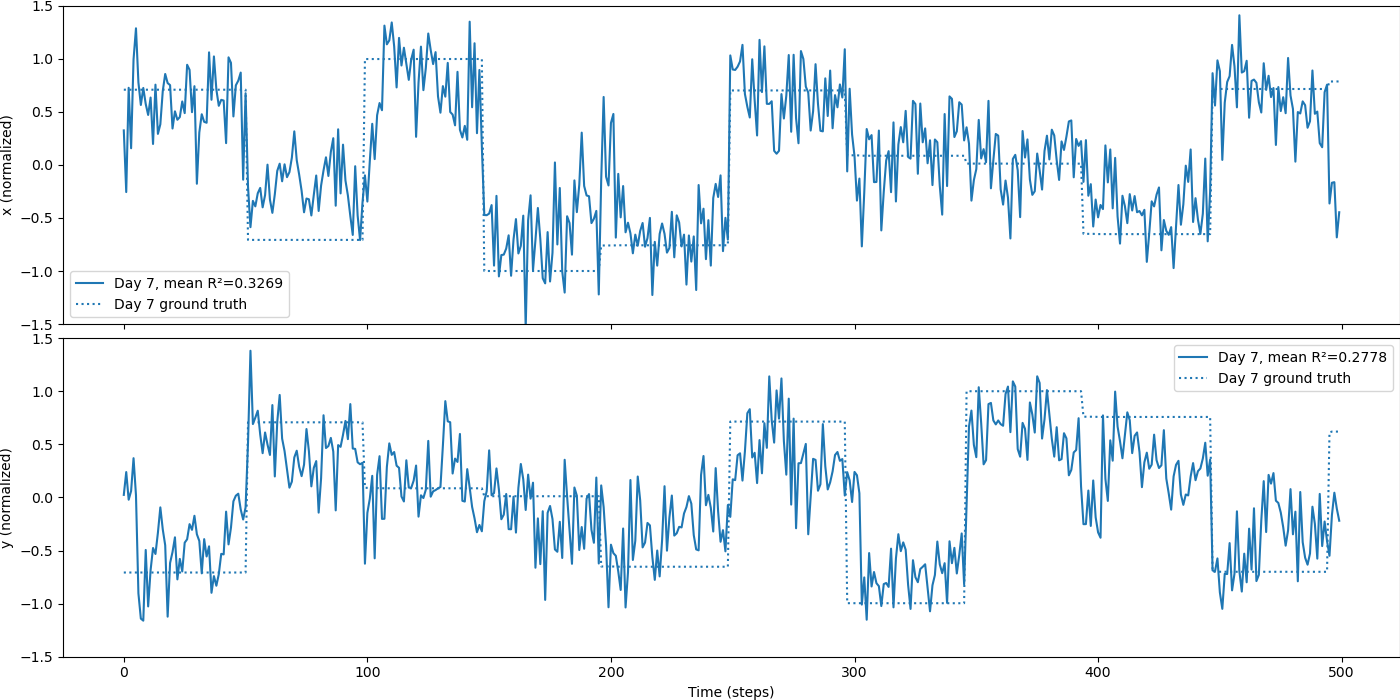 1.5
1.0
0.5
0.0
−0.5
−1.0
−1.5
x (normalized)
Day 7, mean R²=0.3269
Day 7 ground truth
1.5
1.0
0.5
0.0
−0.5
−1.0
−1.5
y (normalized)
Day 7, mean R²=0.2778
Day 7 ground truth
0 100 200 300 400 500
Time (steps)